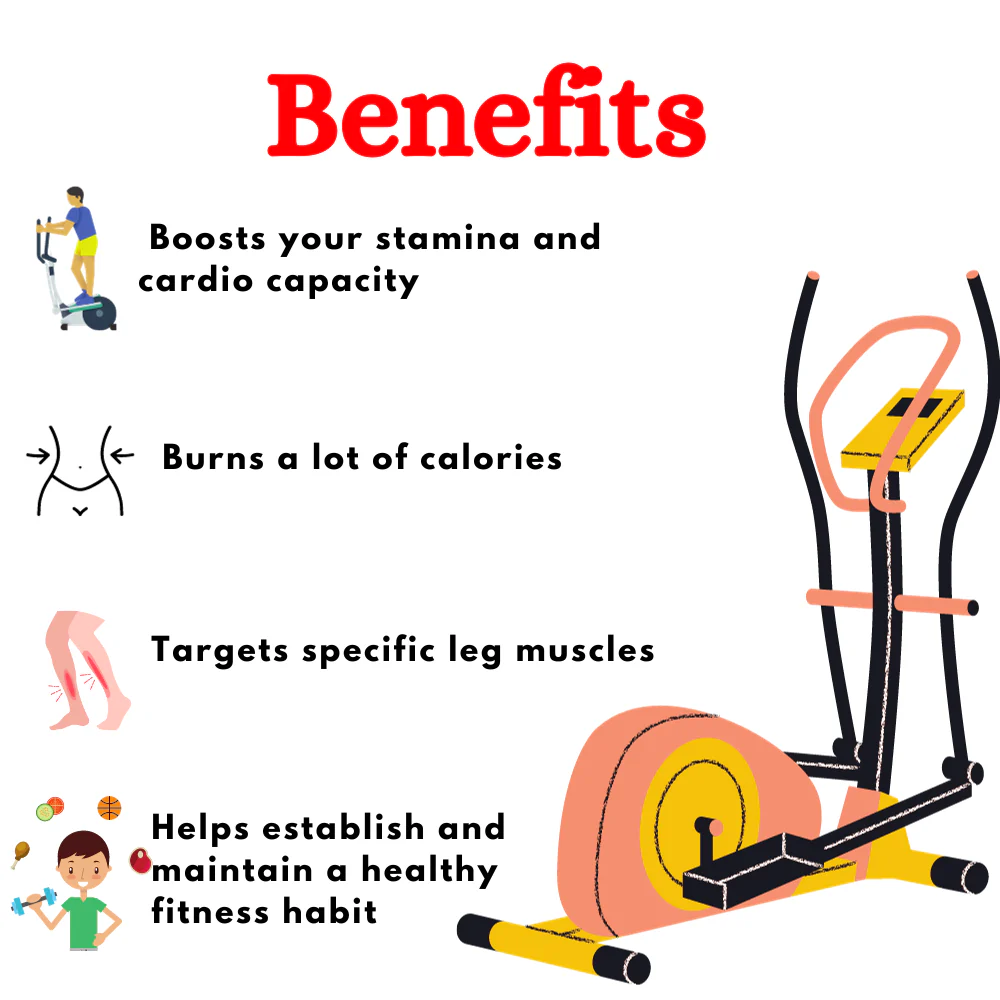 Benefits
Boosts your stamina and
cardio capacity
Burns a lot of calories
Targets specific leg muscles
Helps establish and
maintain a healthy
fitness habit